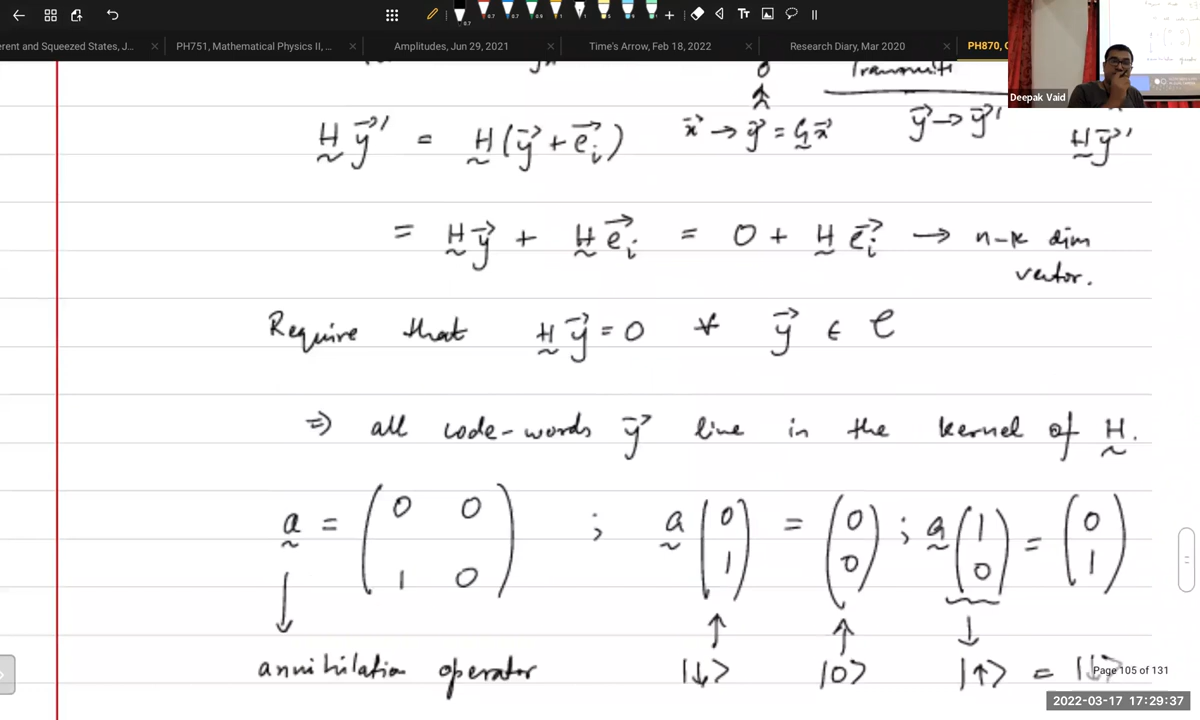 erent and Squeezed States, J... × PH751, Mathematical Physics II, ... × Amplitudes, Jun 29, 2021 × Time's Arrow, Feb 18, 2022 × Research Diary, Mar 2020 × PH870, 
Deepak Vaid
H y⃗' = H(y⃗ + e⃗ᵢ) x⃗ → y⃗ = G x⃗ y⃗ → y⃗' H y⃗'
= H y⃗ + H e⃗ᵢ = 0 + H e⃗ᵢ → n-k dim
vector.
Require that H y⃗ = 0 ∀ y⃗ ∈ C
⇒ all code-words y⃗ line in the kernel of H.
a = (0 0; 1 0) ; a (0; 1) = (0; 0) ; a (1; 0) = (0; 1)
annihilation operator |↓⟩ |0⟩ |↑⟩ = |↓⟩
Page 105 of 131
2022-03-17 17:29:37